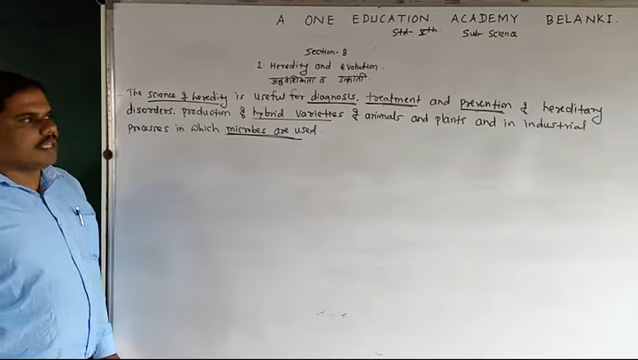 A ONE EDUCATION ACADEMY BELANKI.
Std- Xth Sub- Science
Section-B
2 Heredity and Evolution.
अनुवंशिकता व उत्क्रांती
The science of heredity is useful for diagnosis, treatment and prevention of hereditary
disorders, production of hybrid varieties of animals and plants and in industrial
processes in which microbes are used.